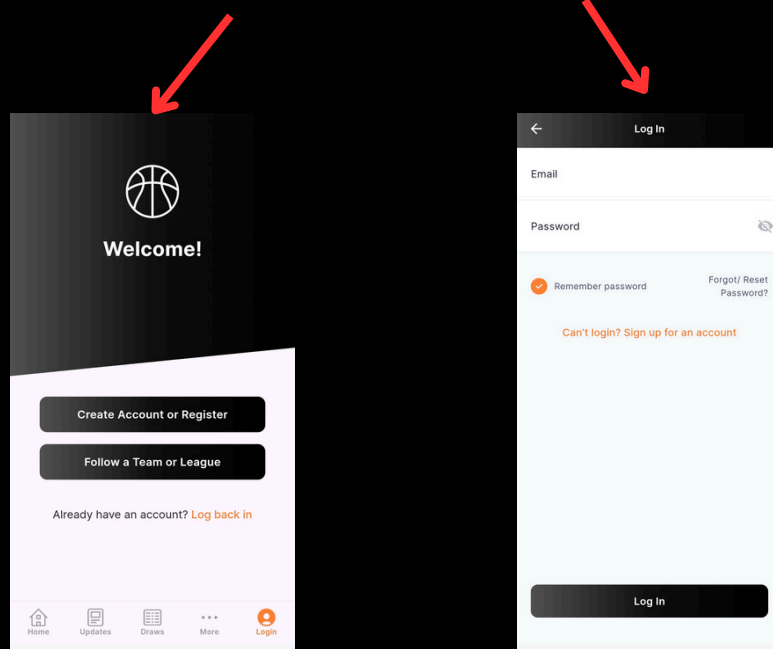 Welcome!
Create Account or Register
Follow a Team or League
Already have an account? Log back in
Home Updates Draws More Login
Log In
Email
Password
Remember password
Forgot/ Reset
Password?
Can't login? Sign up for an account
Log In